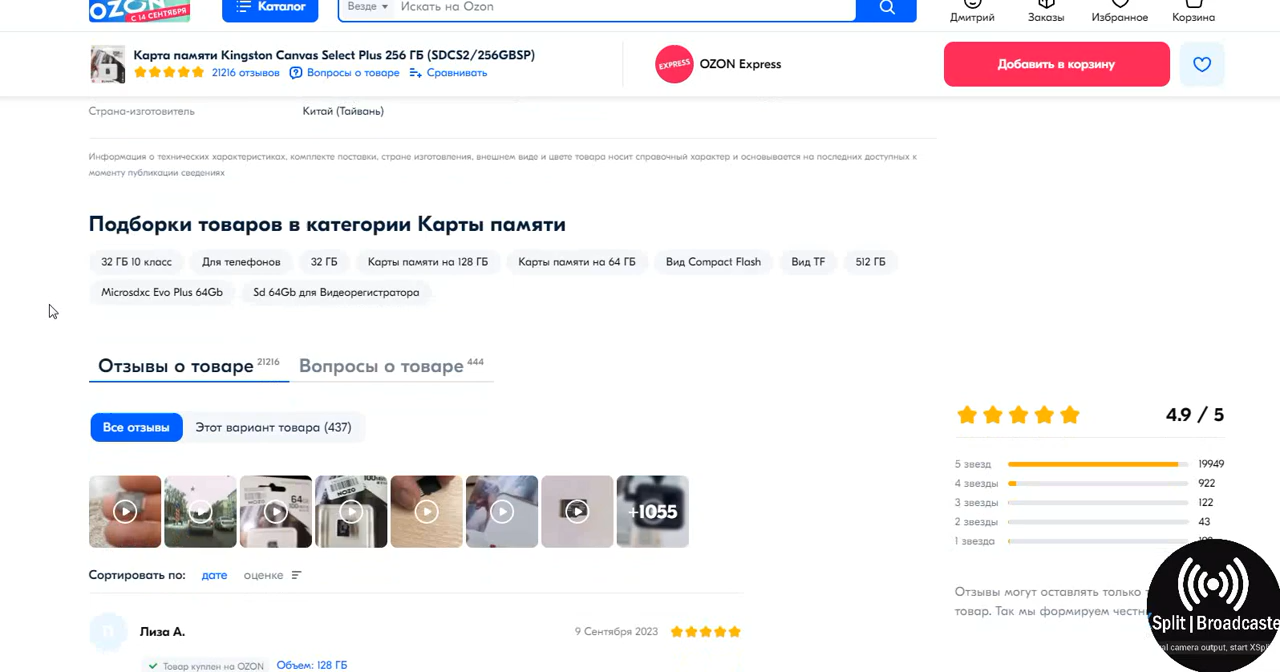 OZON
С 14 СЕНТЯБРЯ
Каталог
Везде
Искать на Ozon
Дмитрий
Заказы
Избранное
Корзина
Карта памяти Kingston Canvas Select Plus 256 ГБ (SDCS2/256GBSP)
21216 отзывов
Вопросы о товаре
Сравнивать
EXPRESS
OZON Express
Добавить в корзину
Страна-изготовитель
Китай (Тайвань)
Информация о технических характеристиках, комплекте поставки, стране изготовления, внешнем виде и цвете товара носит справочный характер и основывается на последних доступных к
моменту публикации сведениях
Подборки товаров в категории Карты памяти
32 ГБ 10 класс
Для телефонов
32 ГБ
Карты памяти на 128 ГБ
Карты памяти на 64 ГБ
Вид Compact Flash
Вид TF
512 ГБ
Microsdxc Evo Plus 64Gb
Sd 64Gb для Видеорегистратора
Отзывы о товаре 21216
Вопросы о товаре 444
Все отзывы
Этот вариант товара (437)
+1055
4.9 / 5
5 звезд 19949
4 звезды 922
3 звезды 122
2 звезды 43
1 звезда
Сортировать по: дате оценке
Отзывы могут оставлять только
товар. Так мы формируем
Лиза А.
9 Сентября 2023
Товар куплен на OZON
Объем: 128 ГБ
Split | Broadcaste
al camera output, start XSpl